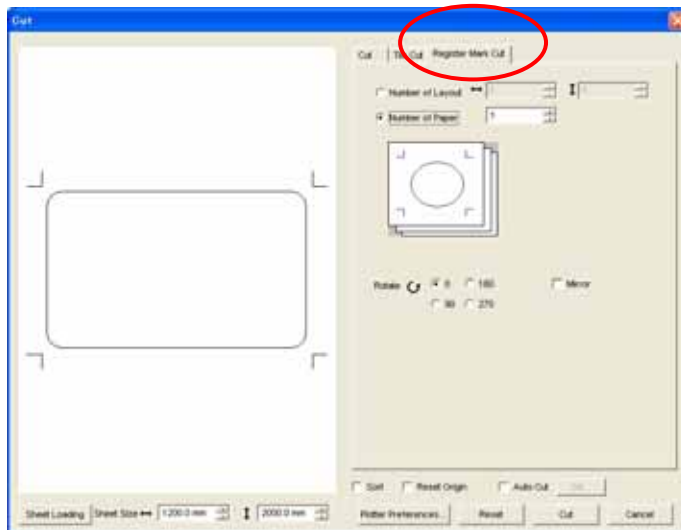 Cut
Cut Tile Cut Register Mark Cut
Number of Layout
Number of Paper 1
Rotate 0 180 Mirror
90 270
Sort Reset Origin Auto Cut
Sheet Loading Sheet Size 1200.0 mm 2000.0 mm Plotter Preferences... Reset Cut Cancel